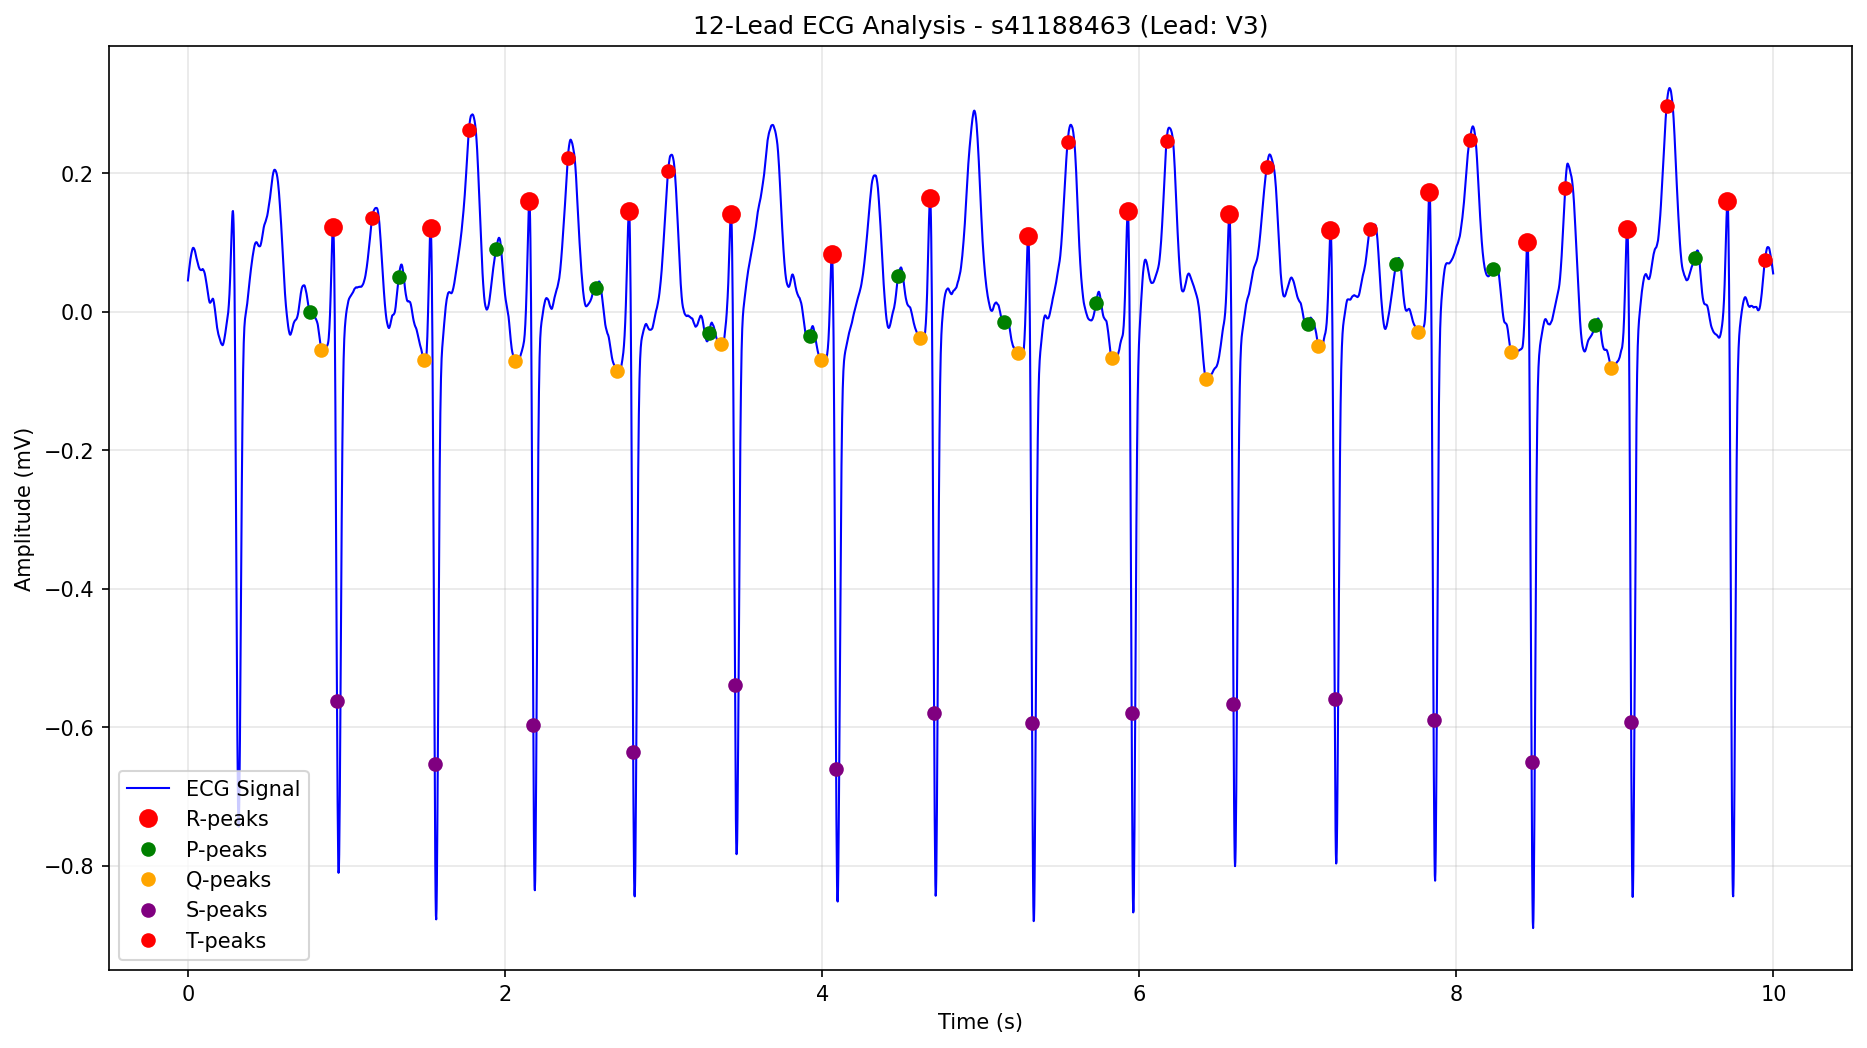 12-Lead ECG Analysis - s41188463 (Lead: V3)
Amplitude (mV)
0.2
0.0
−0.2
−0.4
−0.6
−0.8
ECG Signal
R-peaks
P-peaks
Q-peaks
S-peaks
T-peaks
0 2 4 6 8 10
Time (s)